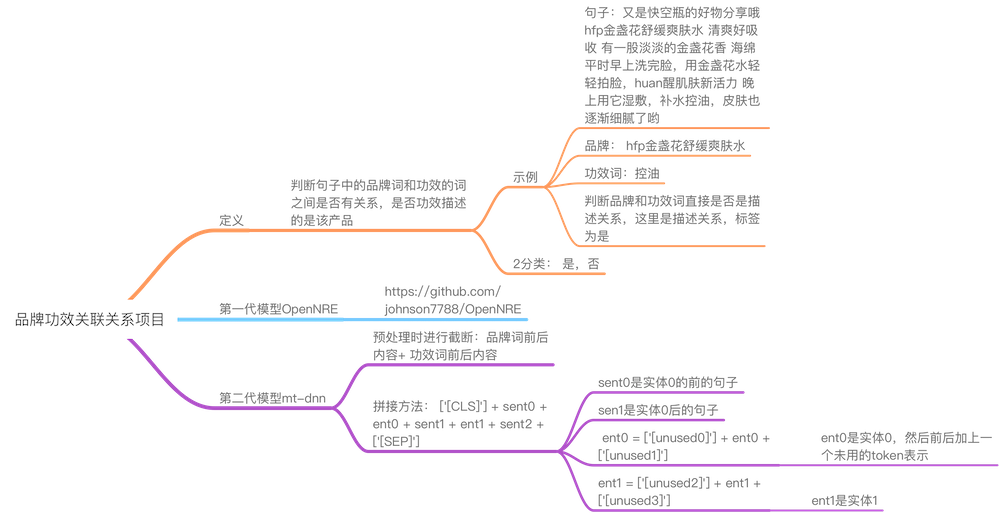 品牌功效关联关系项目
定义
判断句子中的品牌词和功效的词
之间是否有关系，是否功效描述
的是该产品
示例
句子：又是快空瓶的好物分享哦
hfp金盏花舒缓爽肤水 清爽好吸
收 有一股淡淡的金盏花香 海绵
平时早上洗完脸，用金盏花水轻
轻拍脸，huan醒肌肤新活力 晚
上用它湿敷，补水控油，皮肤也
逐渐细腻了哟
品牌： hfp金盏花舒缓爽肤水
功效词：控油
判断品牌和功效词直接是否是描
述关系，这里是描述关系，标签
为是
2分类： 是，否
第一代模型OpenNRE
https://github.com/
johnson7788/OpenNRE
第二代模型mt-dnn
预处理时进行截断：品牌词前后
内容+ 功效词前后内容
拼接方法： ['[CLS]'] + sent0 +
ent0 + sent1 + ent1 + sent2 +
['[SEP]']
sent0是实体0的前的句子
sen1是实体0后的句子
ent0 = ['[unused0]'] + ent0 +
['[unused1]']
ent0是实体0，然后前后加上一
个未用的token表示
ent1 = ['[unused2]'] + ent1 +
['[unused3]']
ent1是实体1